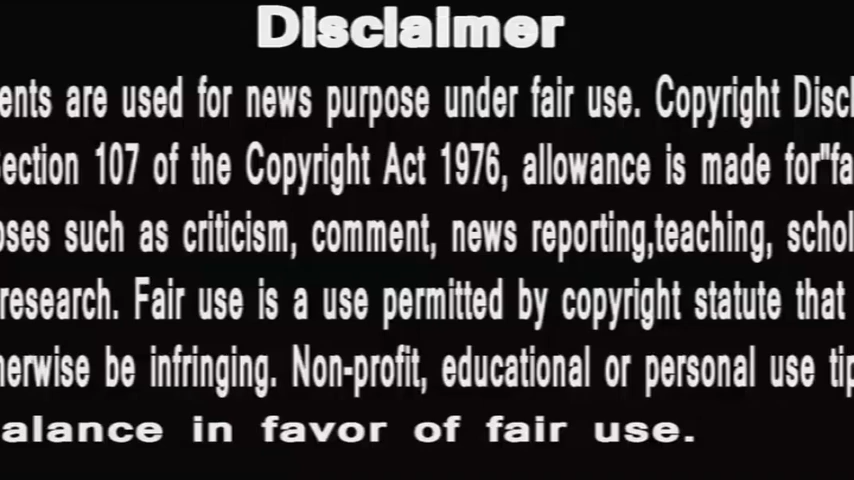 Disclaimer
ents are used for news purpose under fair use. Copyright Discl
Section 107 of the Copyright Act 1976, allowance is made for"fa
oses such as criticism, comment, news reporting,teaching, schol
research. Fair use is a use permitted by copyright statute that
herwise be infringing. Non-profit, educational or personal use tip
alance in favor of fair use.